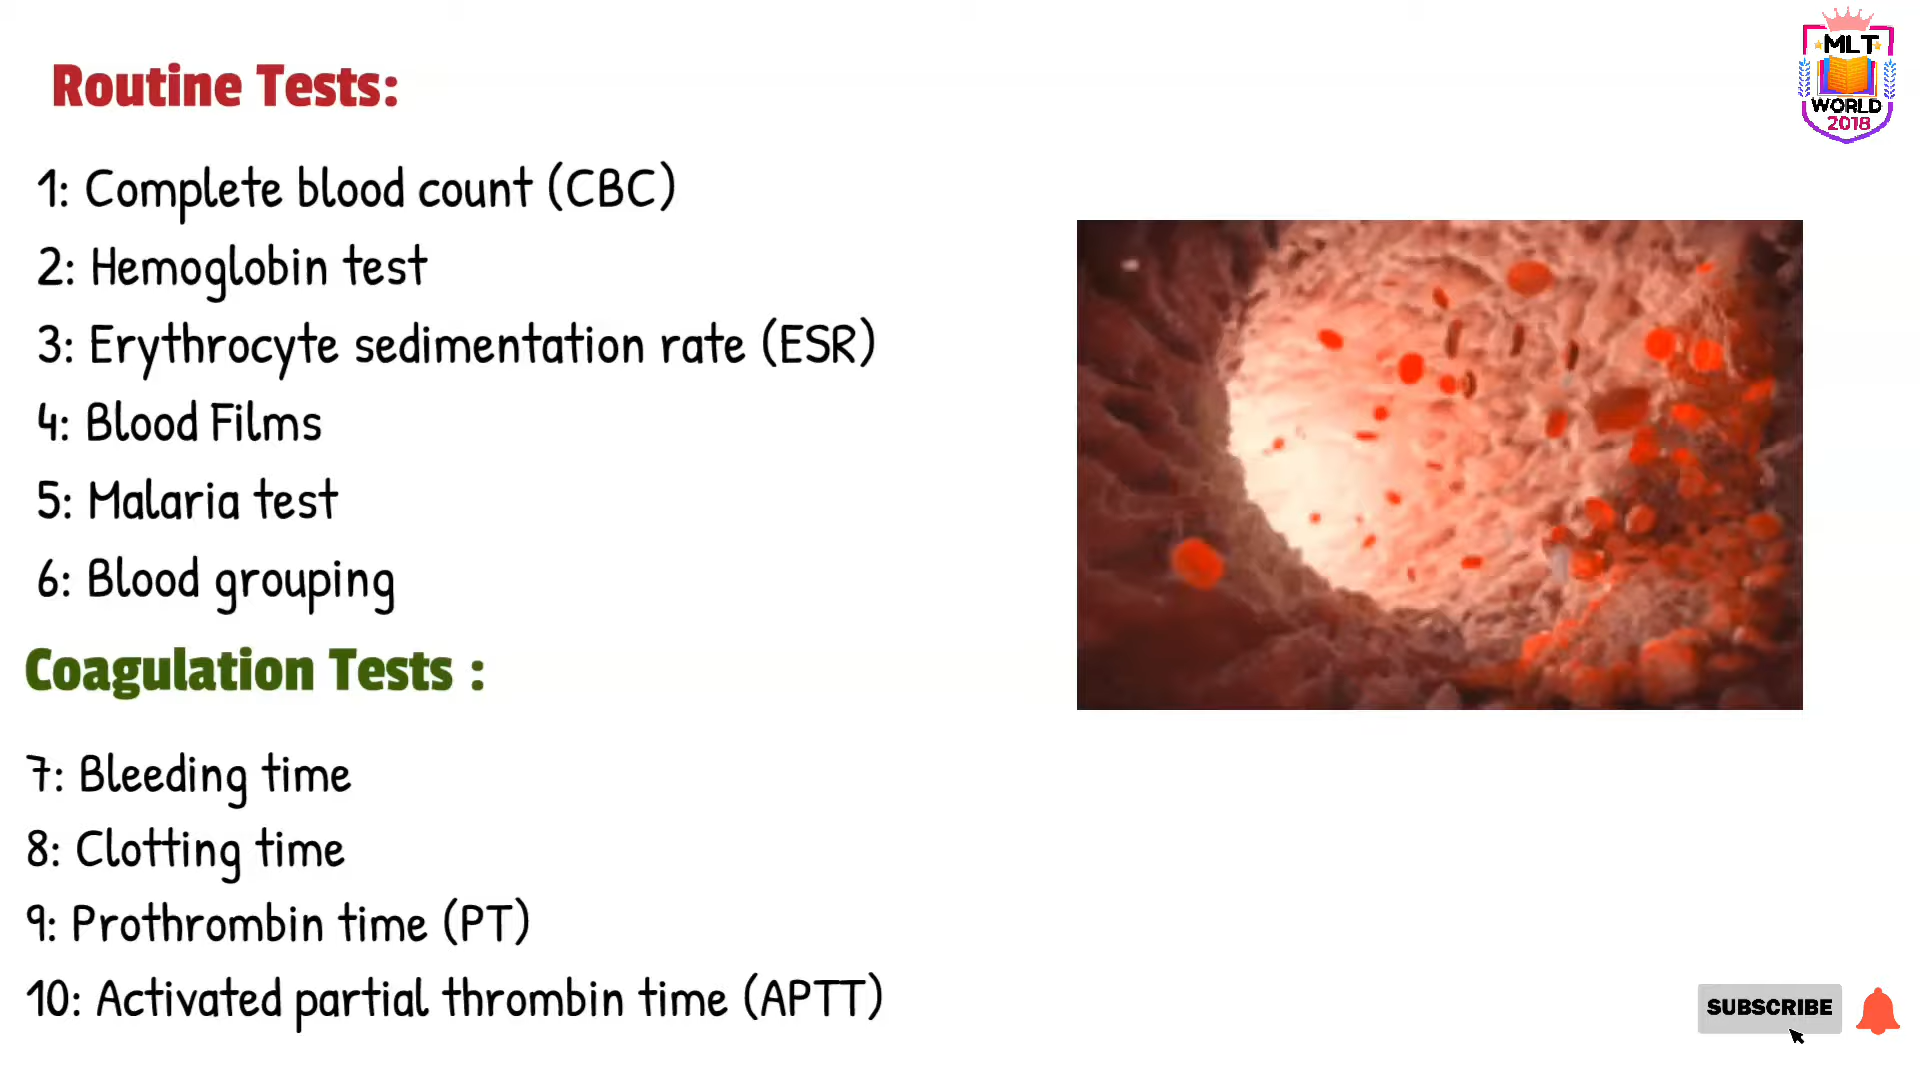 Routine Tests:
1: Complete blood count (CBC)
2: Hemoglobin test
3: Erythrocyte sedimentation rate (ESR)
4: Blood Films
5: Malaria test
6: Blood grouping
Coagulation Tests :
7: Bleeding time
8: Clotting time
9: Prothrombin time (PT)
10: Activated partial thrombin time (APTT)
MLT
WORLD
2018
SUBSCRIBE